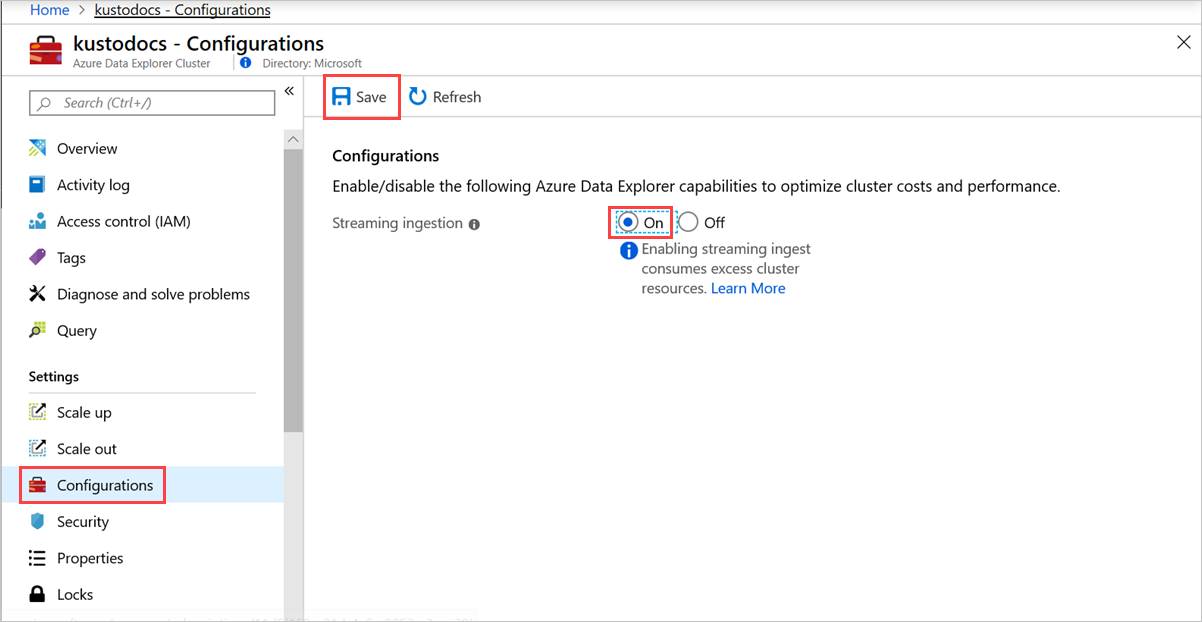 Home > kustodocs - Configurations
kustodocs - Configurations
Azure Data Explorer Cluster
Directory: Microsoft
Search (Ctrl+/)
«
Overview
Activity log
Access control (IAM)
Tags
Diagnose and solve problems
Query
Settings
Scale up
Scale out
Configurations
Security
Properties
Locks
Save
Refresh
Configurations
Enable/disable the following Azure Data Explorer capabilities to optimize cluster costs and performance.
Streaming ingestion
On
Off
Enabling streaming ingest
consumes excess cluster
resources. Learn More